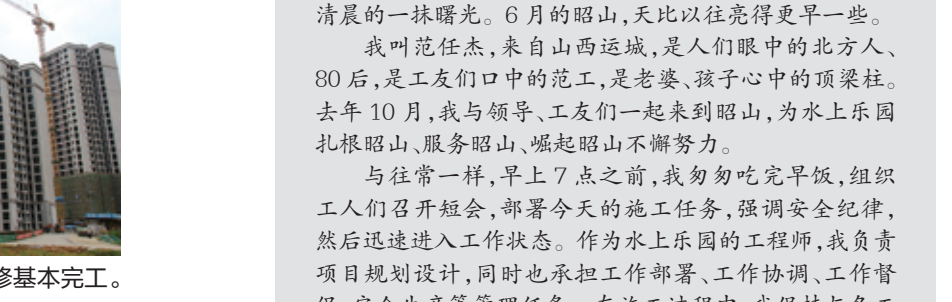 清晨的一抹曙光。6月的昭山,天比以往亮得更早一些。
我叫范任杰,来自山西运城,是人们眼中的北方人、
80后,是工友们口中的范工,是老婆、孩子心中的顶梁柱。
去年10月,我与领导、工友们一起来到昭山,为水上乐园
扎根昭山、服务昭山、崛起昭山不懈努力。
与往常一样,早上7点之前,我匆匆吃完早饭,组织
工人们召开短会,部署今天的施工任务,强调安全纪律,
然后迅速进入工作状态。作为水上乐园的工程师,我负责
项目规划设计,同时也承担工作部署、工作协调、工作督
修基本完工。